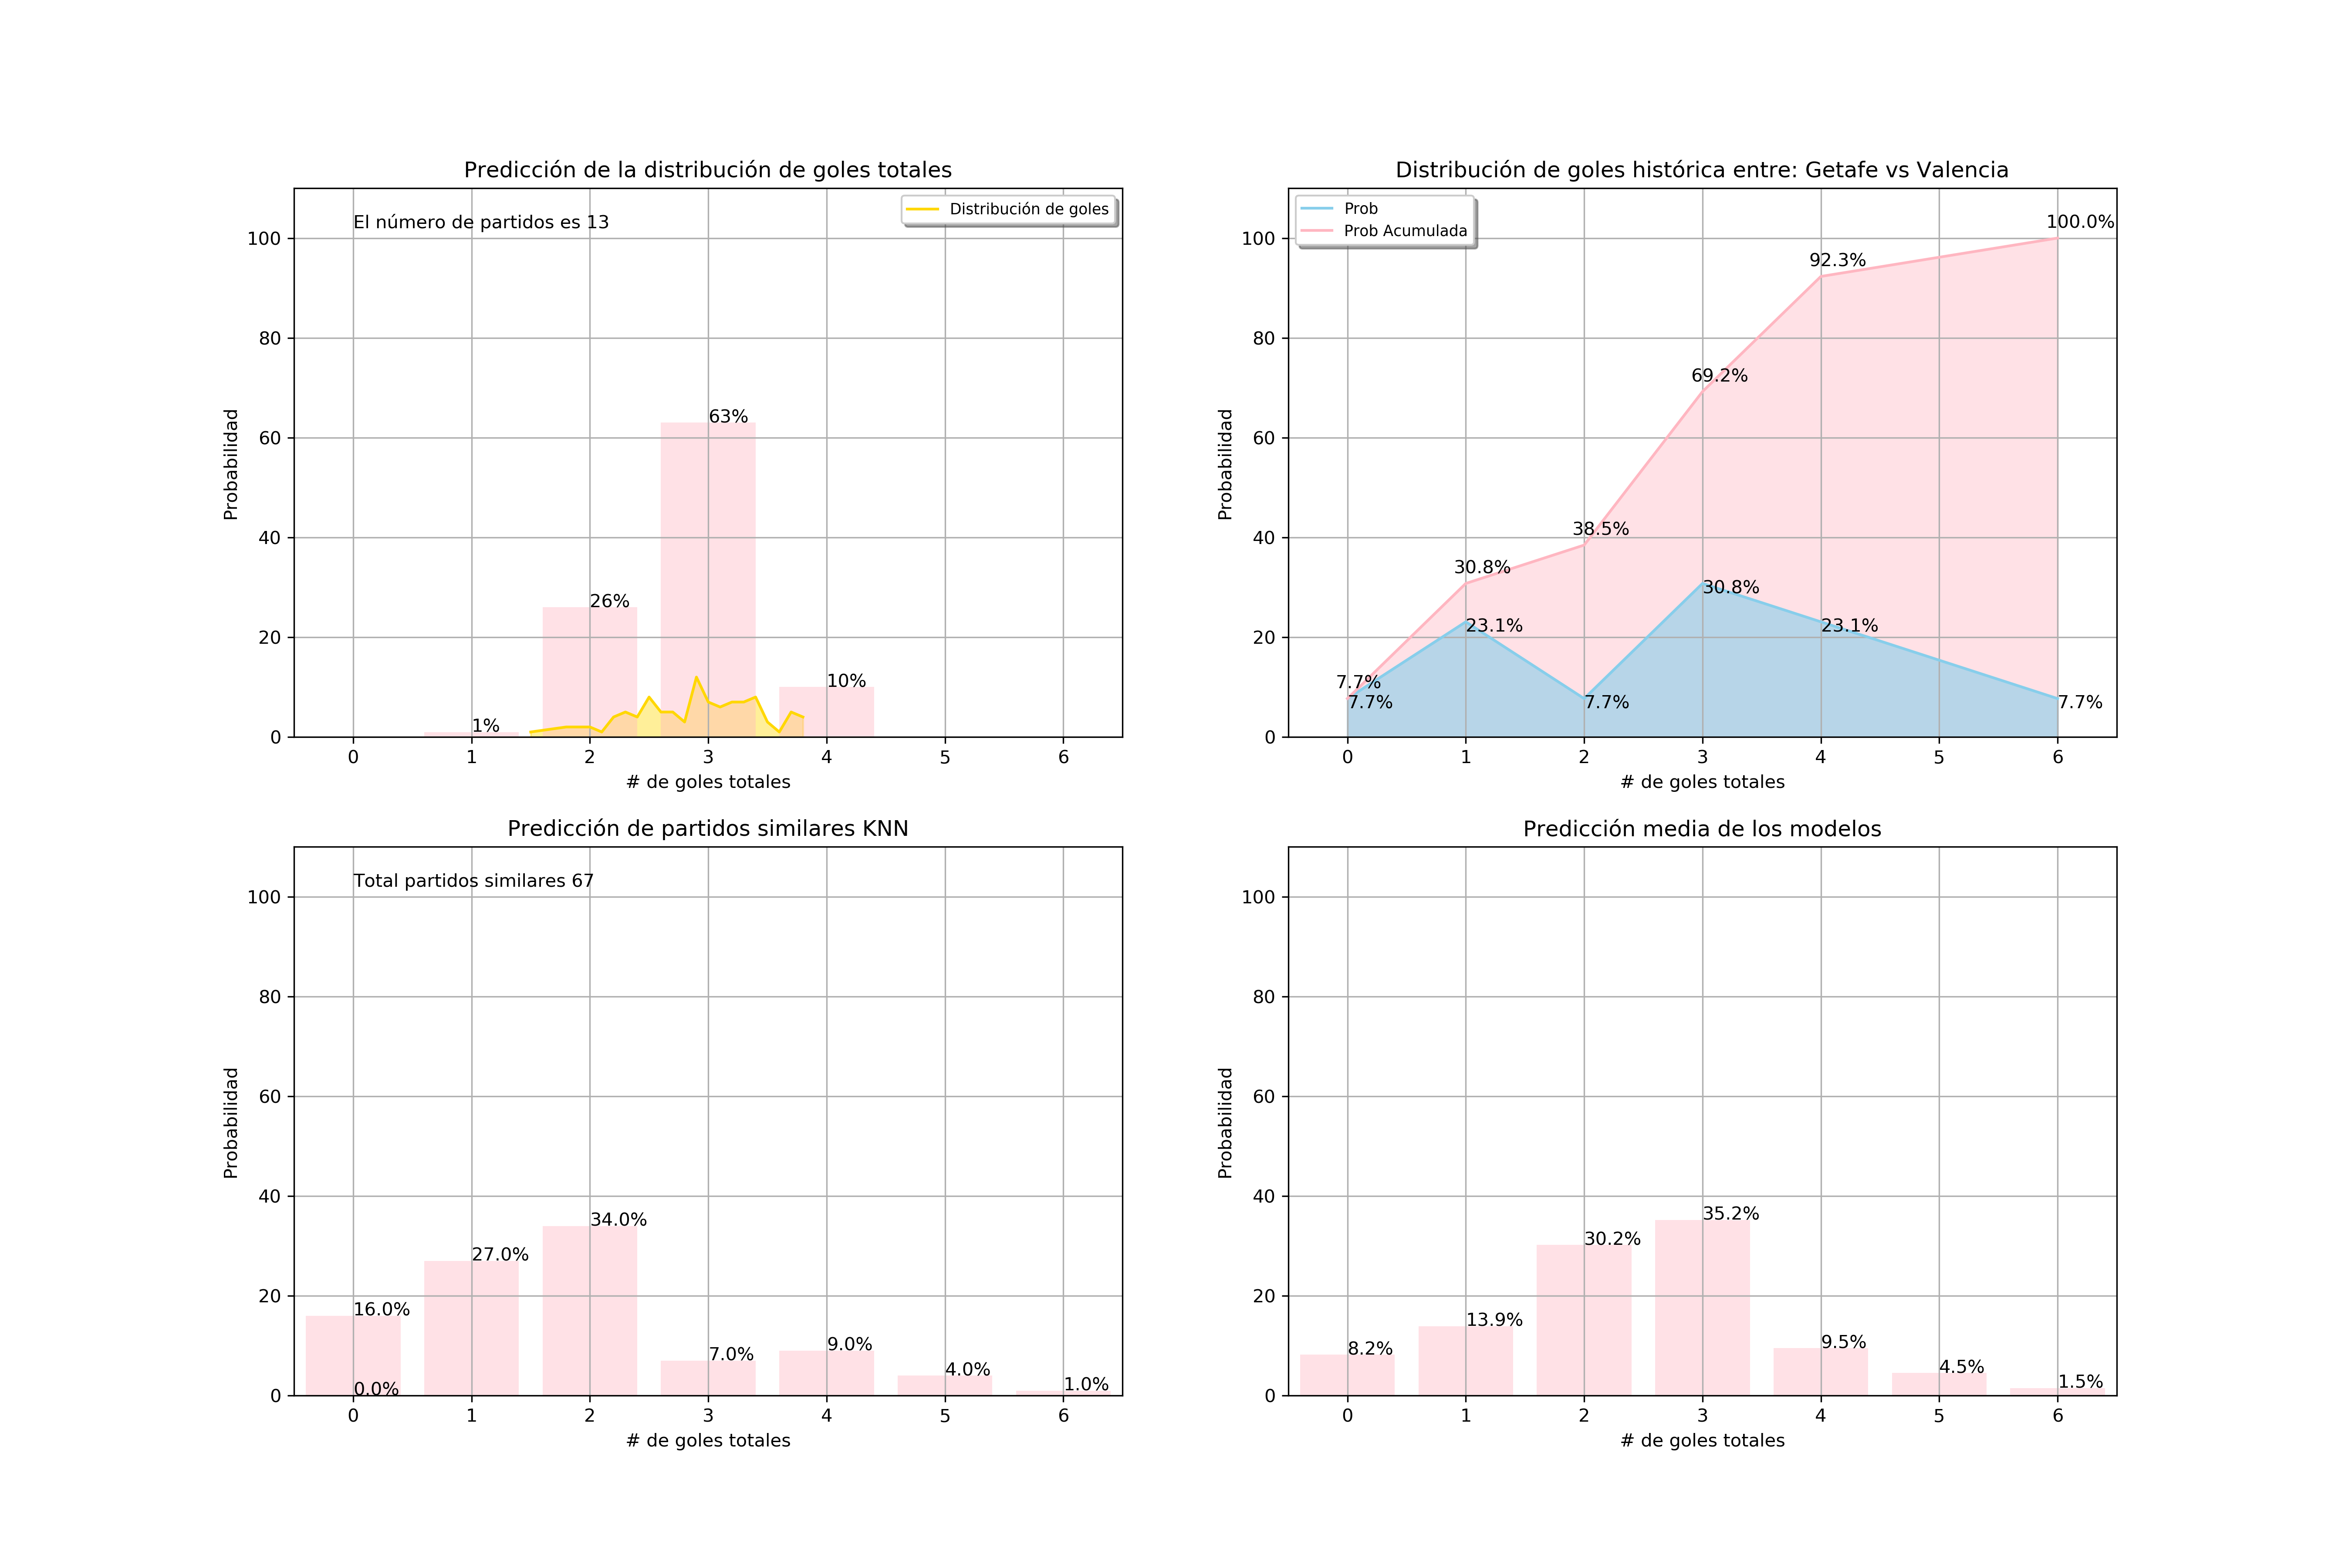 Predicción de la distribución de goles totales
El número de partidos es 13
Distribución de goles
Probabilidad
100
80
60
40
20
0
1%
26%
63%
10%
0 1 2 3 4 5 6
# de goles totales
Distribución de goles histórica entre: Getafe vs Valencia
Prob
Prob Acumulada
Probabilidad
100
80
60
40
20
0
7.7%
30.8%
38.5%
69.2%
92.3%
100.0%
7.7%
23.1%
7.7%
30.8%
23.1%
7.7%
0 1 2 3 4 5 6
# de goles totales
Predicción de partidos similares KNN
Total partidos similares 67
Probabilidad
100
80
60
40
20
0
16.0%
0.0%
27.0%
34.0%
7.0%
9.0%
4.0%
1.0%
0 1 2 3 4 5 6
# de goles totales
Predicción media de los modelos
Probabilidad
100
80
60
40
20
0
8.2%
13.9%
30.2%
35.2%
9.5%
4.5%
1.5%
0 1 2 3 4 5 6
# de goles totales